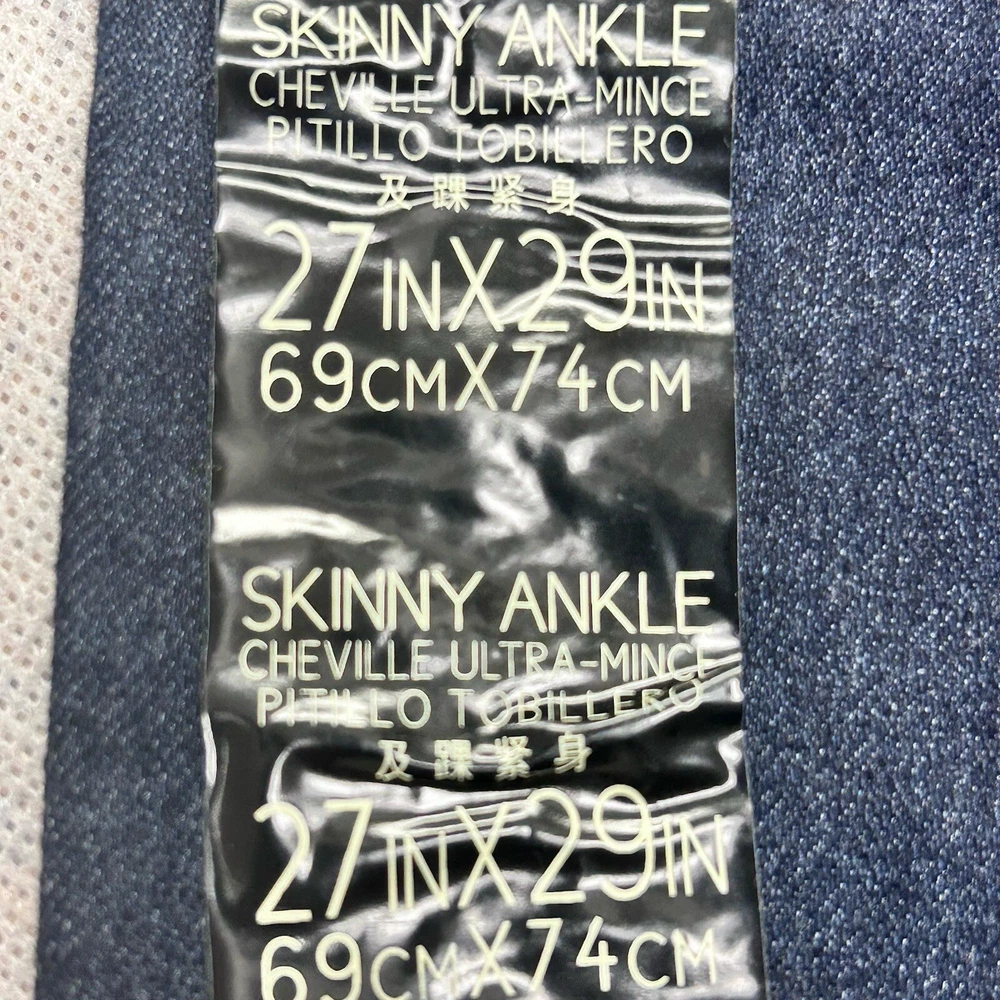 SKINNY ANKLE
CHEVILLE ULTRA-MINCE
PITILLO TOBILLERO
及踝紧身
27INX29IN
69CMX74CM
SKINNY ANKLE
CHEVILLE ULTRA-MINCE
PITILLO TOBILLERO
及踝紧身
27INX29IN
69CMX74CM